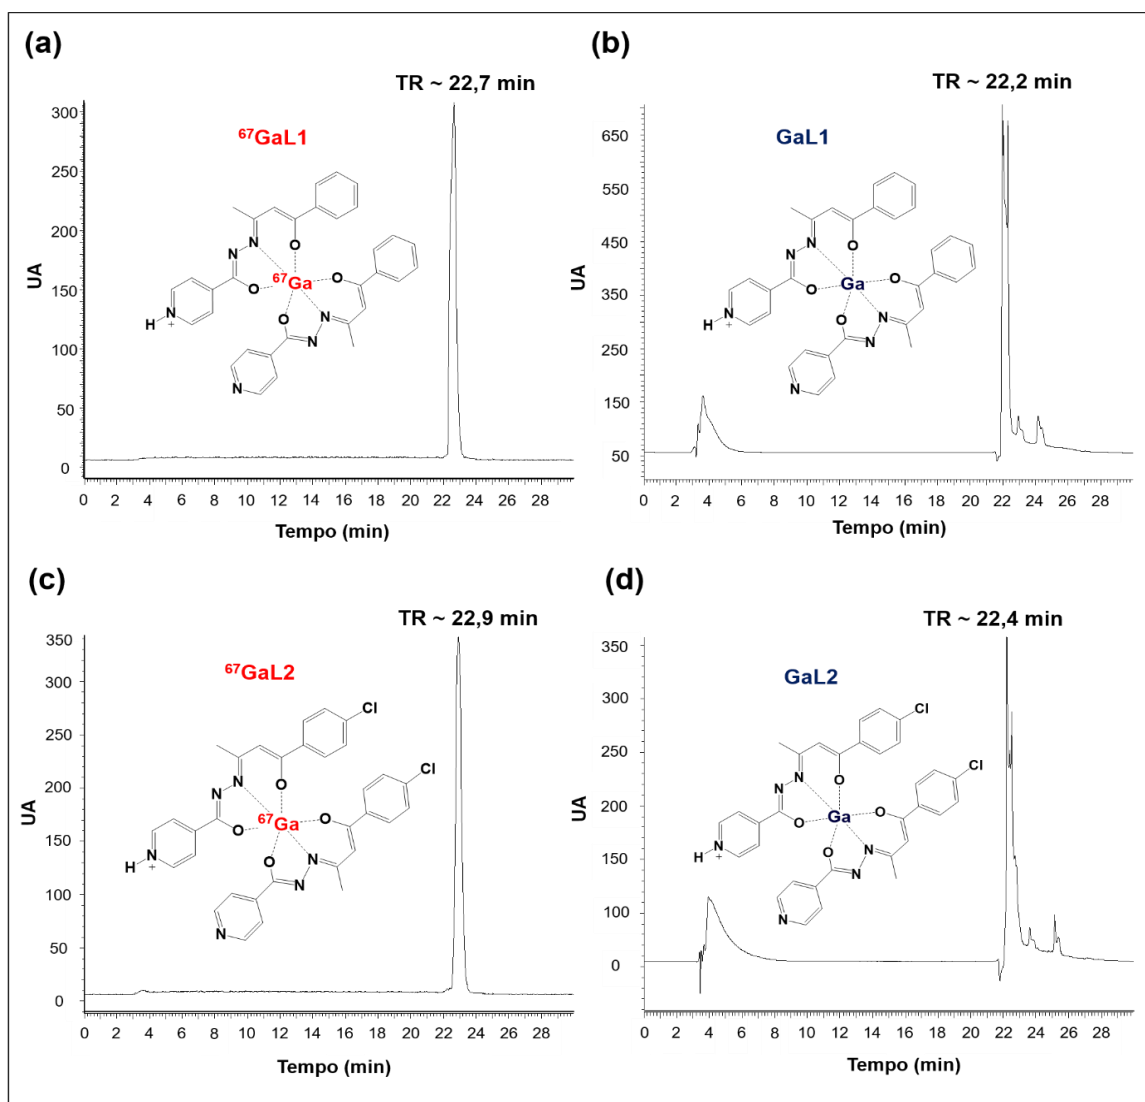 (a)
TR ~ 22,7 min
⁶⁷GaL1
UA
300
250
200
150
100
50
0
N
N
O
⁶⁷Ga
O
O
O
N
H
+
N
N
N
0 2 4 6 8 10 12 14 16 18 20 22 24 26 28
Tempo (min)
(b)
TR ~ 22,2 min
GaL1
UA
650
550
450
350
250
150
50
N
N
O
Ga
O
O
O
N
H
+
N
N
N
0 2 4 6 8 10 12 14 16 18 20 22 24 26 28
Tempo (min)
(c)
TR ~ 22,9 min
⁶⁷GaL2
UA
350
300
250
200
150
100
50
0
Cl
Cl
N
N
O
⁶⁷Ga
O
O
O
N
H
+
N
N
N
0 2 4 6 8 10 12 14 16 18 20 22 24 26 28
Tempo (min)
(d)
TR ~ 22,4 min
GaL2
UA
350
300
250
200
150
100
0
Cl
Cl
N
N
O
Ga
O
O
O
N
H
+
N
N
N
0 2 4 6 8 10 12 14 16 18 20 22 24 26 28
Tempo (min)